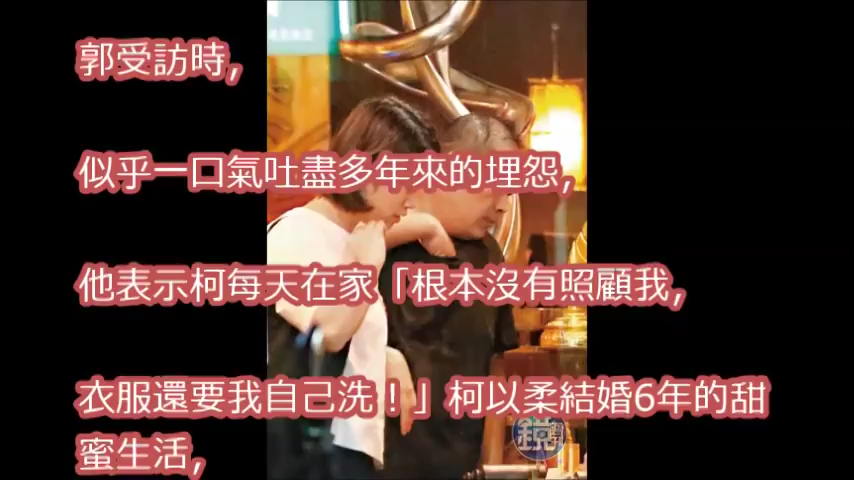 郭受訪時,
似乎一口氣吐盡多年來的埋怨,
他表示柯每天在家「根本沒有照顧我,
衣服還要我自己洗！」柯以柔結婚6年的甜
蜜生活,
鏡